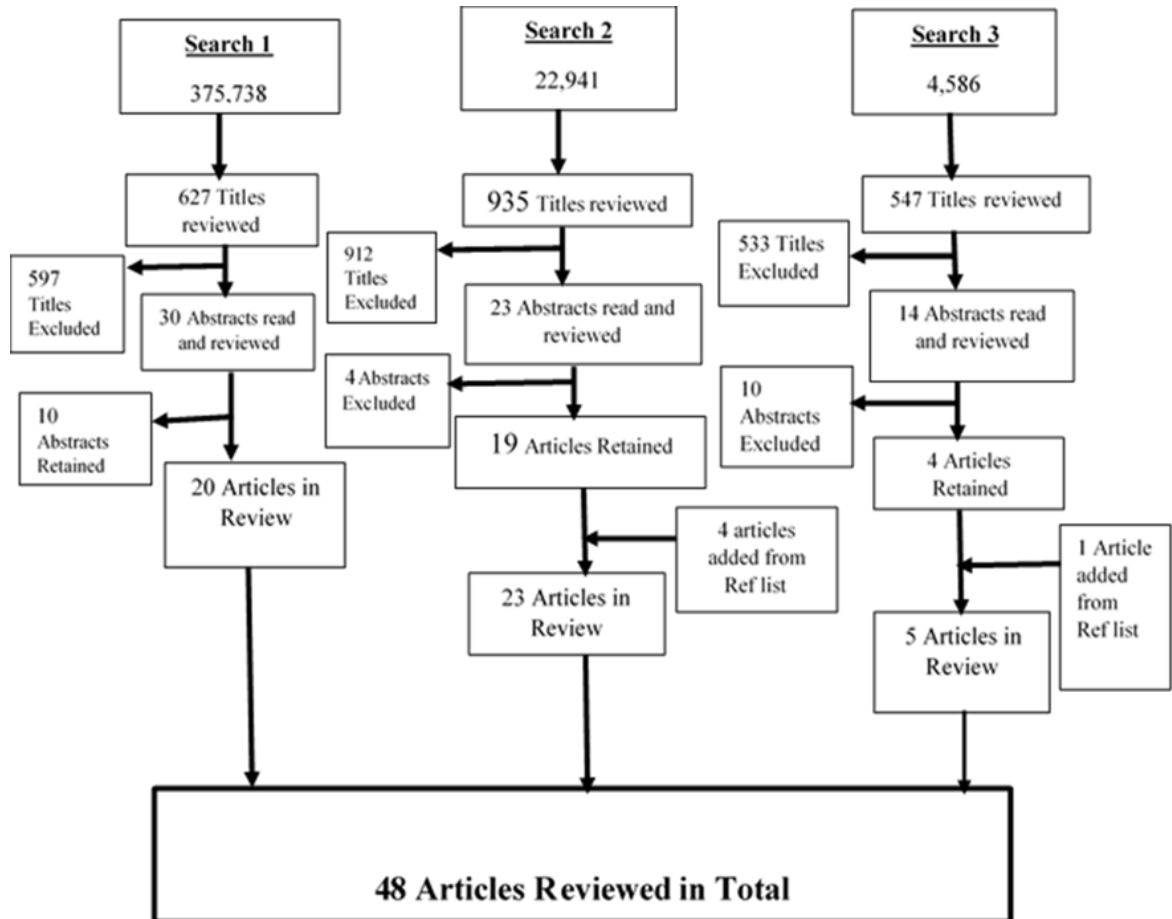 Search 1
375,738
627 Titles
reviewed
597
Titles
Excluded
30 Abstracts read
and reviewed
10
Abstracts
Retained
20 Articles in
Review
Search 2
22,941
935 Titles reviewed
912
Titles
Excluded
23 Abstracts read and
reviewed
4 Abstracts
Excluded
19 Articles Retained
4 articles
added from
Ref list
23 Articles in
Review
Search 3
4,586
547 Titles reviewed
533 Titles
Excluded
14 Abstracts read
and reviewed
10
Abstracts
Excluded
4 Articles
Retained
1 Article
added
from
Ref list
5 Articles in
Review
48 Articles Reviewed in Total